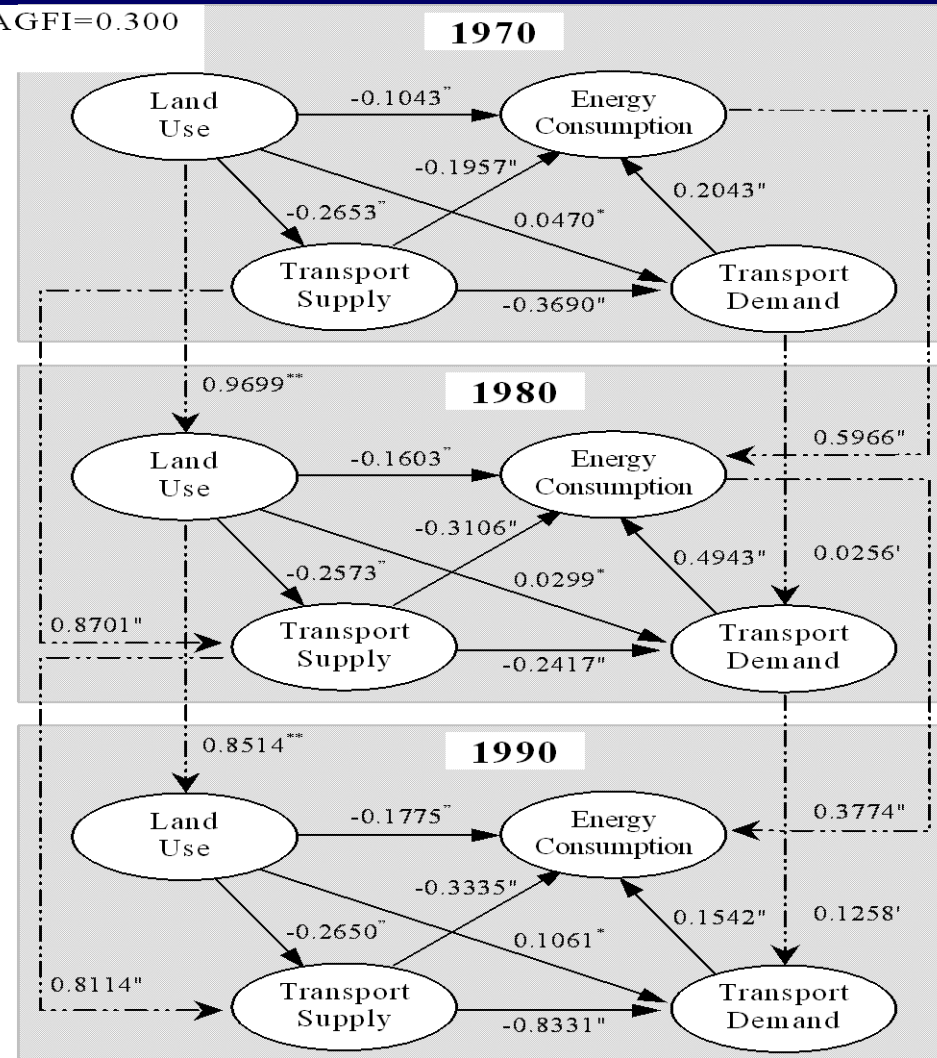 AGFI=0.300
1970
Land
Use
-0.1043"
Energy
Consumption
-0.1957"
0.2043"
-0.2653"
0.0470*
Transport
Supply
-0.3690"
Transport
Demand
0.9699**
1980
0.5966"
Land
Use
-0.1603"
Energy
Consumption
-0.3106"
0.4943"
0.0256'
-0.2573"
0.0299*
0.8701"
Transport
Supply
-0.2417"
Transport
Demand
0.8514**
1990
0.3774"
Land
Use
-0.1775"
Energy
Consumption
-0.3335"
0.1542"
0.1258'
-0.2650"
0.1061*
0.8114"
Transport
Supply
-0.8331"
Transport
Demand